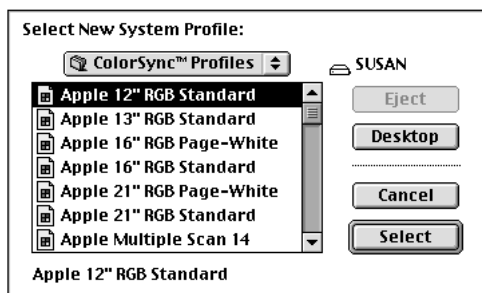 Select New System Profile:
ColorSync™ Profiles
SUSAN
Apple 12" RGB Standard
Apple 13" RGB Standard
Apple 16" RGB Page-White
Apple 16" RGB Standard
Apple 21" RGB Page-White
Apple 21" RGB Standard
Apple Multiple Scan 14
Eject
Desktop
Cancel
Select
Apple 12" RGB Standard